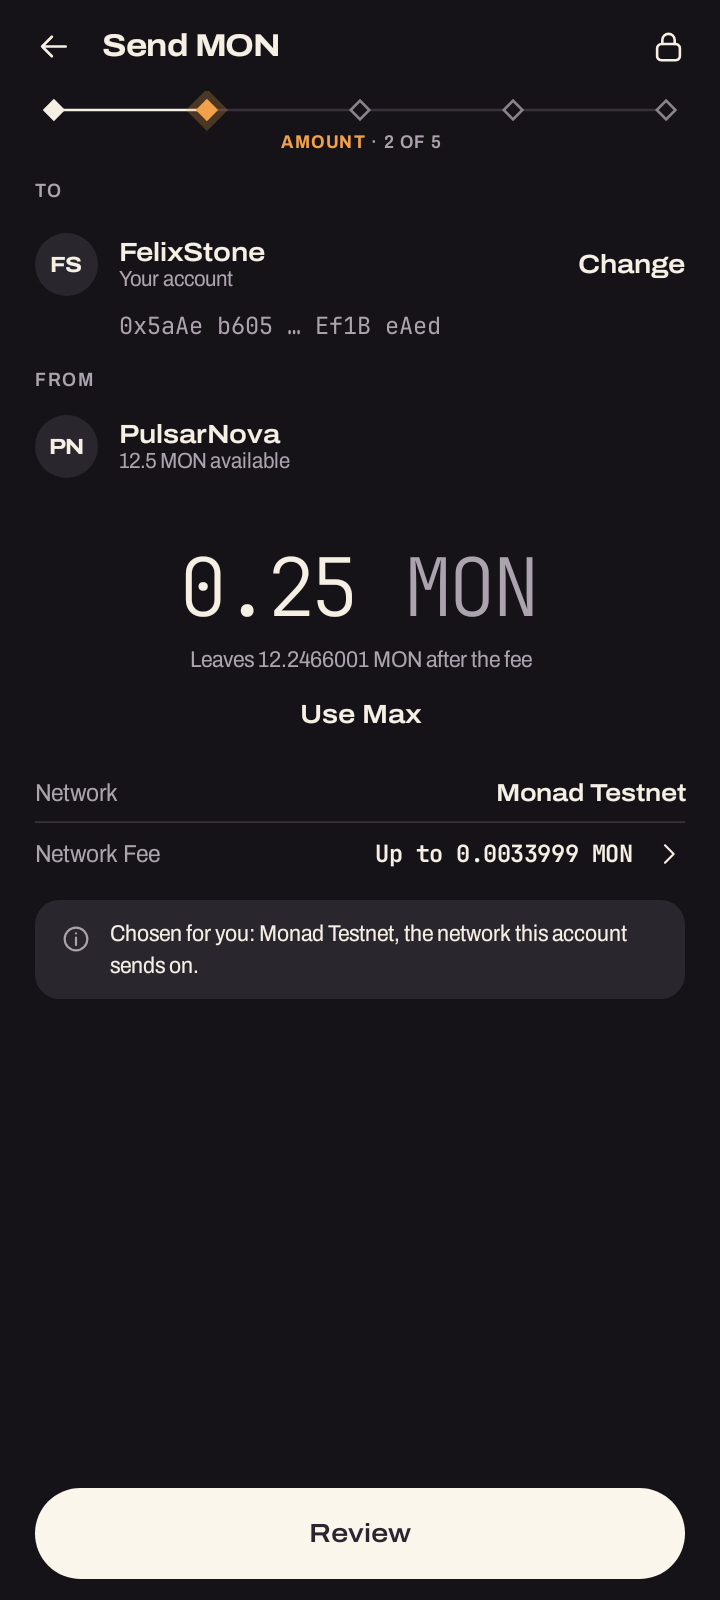 Send MON
AMOUNT · 2 OF 5
TO
FS
FelixStone
Your account
Change
0x5aAe b605 … Ef1B eAed
FROM
PN
PulsarNova
12.5 MON available
0.25 MON
Leaves 12.2466001 MON after the fee
Use Max
Network
Monad Testnet
Network Fee
Up to 0.0033999 MON
Chosen for you: Monad Testnet, the network this account
sends on.
Review